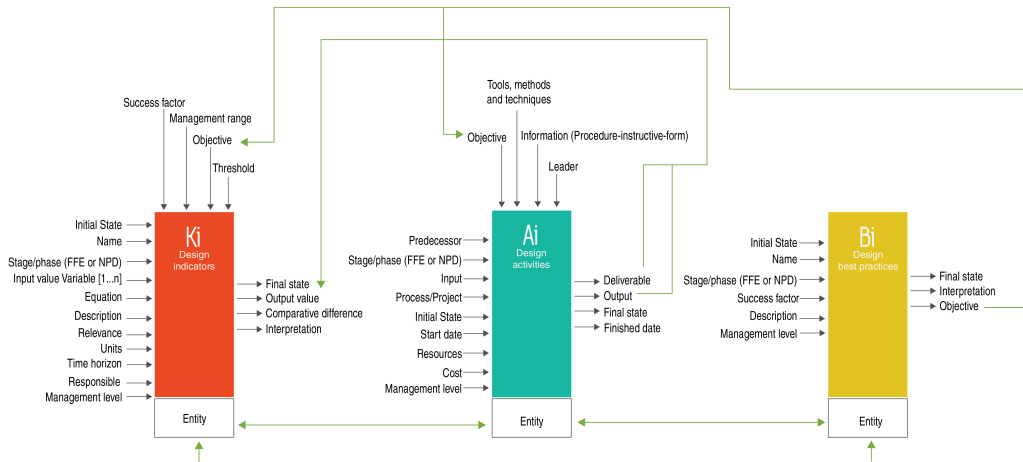 Success factor
Management range
Objective
Threshold
Initial State
Name
Stage/phase (FFE or NPD)
Input value Variable [1...n]
Equation
Description
Relevance
Units
Time horizon
Responsible
Management level
Ki
Design
indicators
Final state
Output value
Comparative difference
Interpretation
Entity
Tools, methods
and techniques
Objective
Information (Procedure-instructive-form)
Leader
Predecessor
Stage/phase (FFE or NPD)
Input
Process/Project
Initial State
Start date
Resources
Cost
Management level
Ai
Design
activities
Deliverable
Output
Final state
Finished date
Entity
Initial State
Name
Stage/phase (FFE or NPD)
Success factor
Description
Management level
Bi
Design
best practices
Final state
Interpretation
Objective
Entity